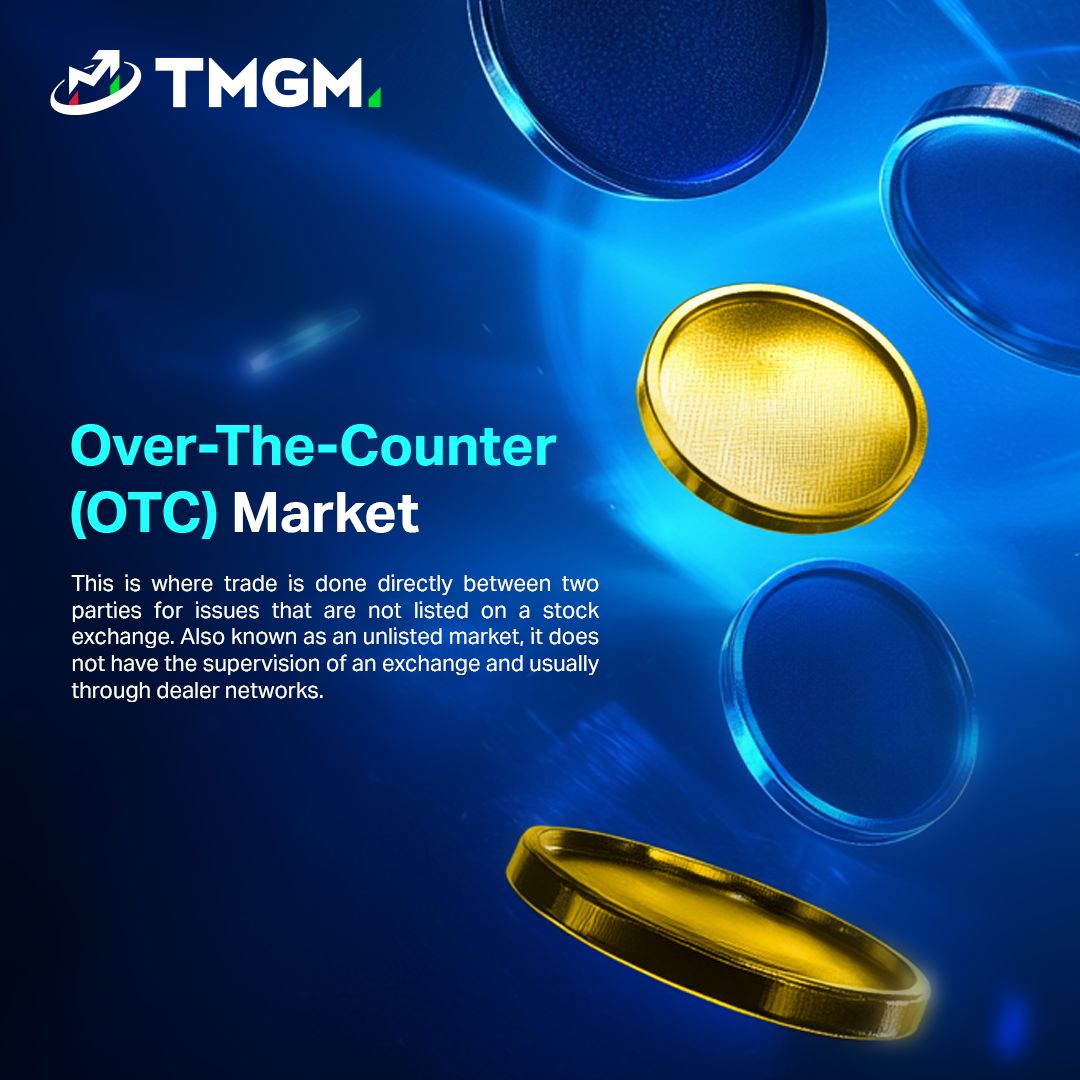 TMGM
Over-The-Counter
(OTC) Market
This is where trade is done directly between two
parties for issues that are not listed on a stock
exchange. Also known as an unlisted market, it does
not have the supervision of an exchange and usually
through dealer networks.